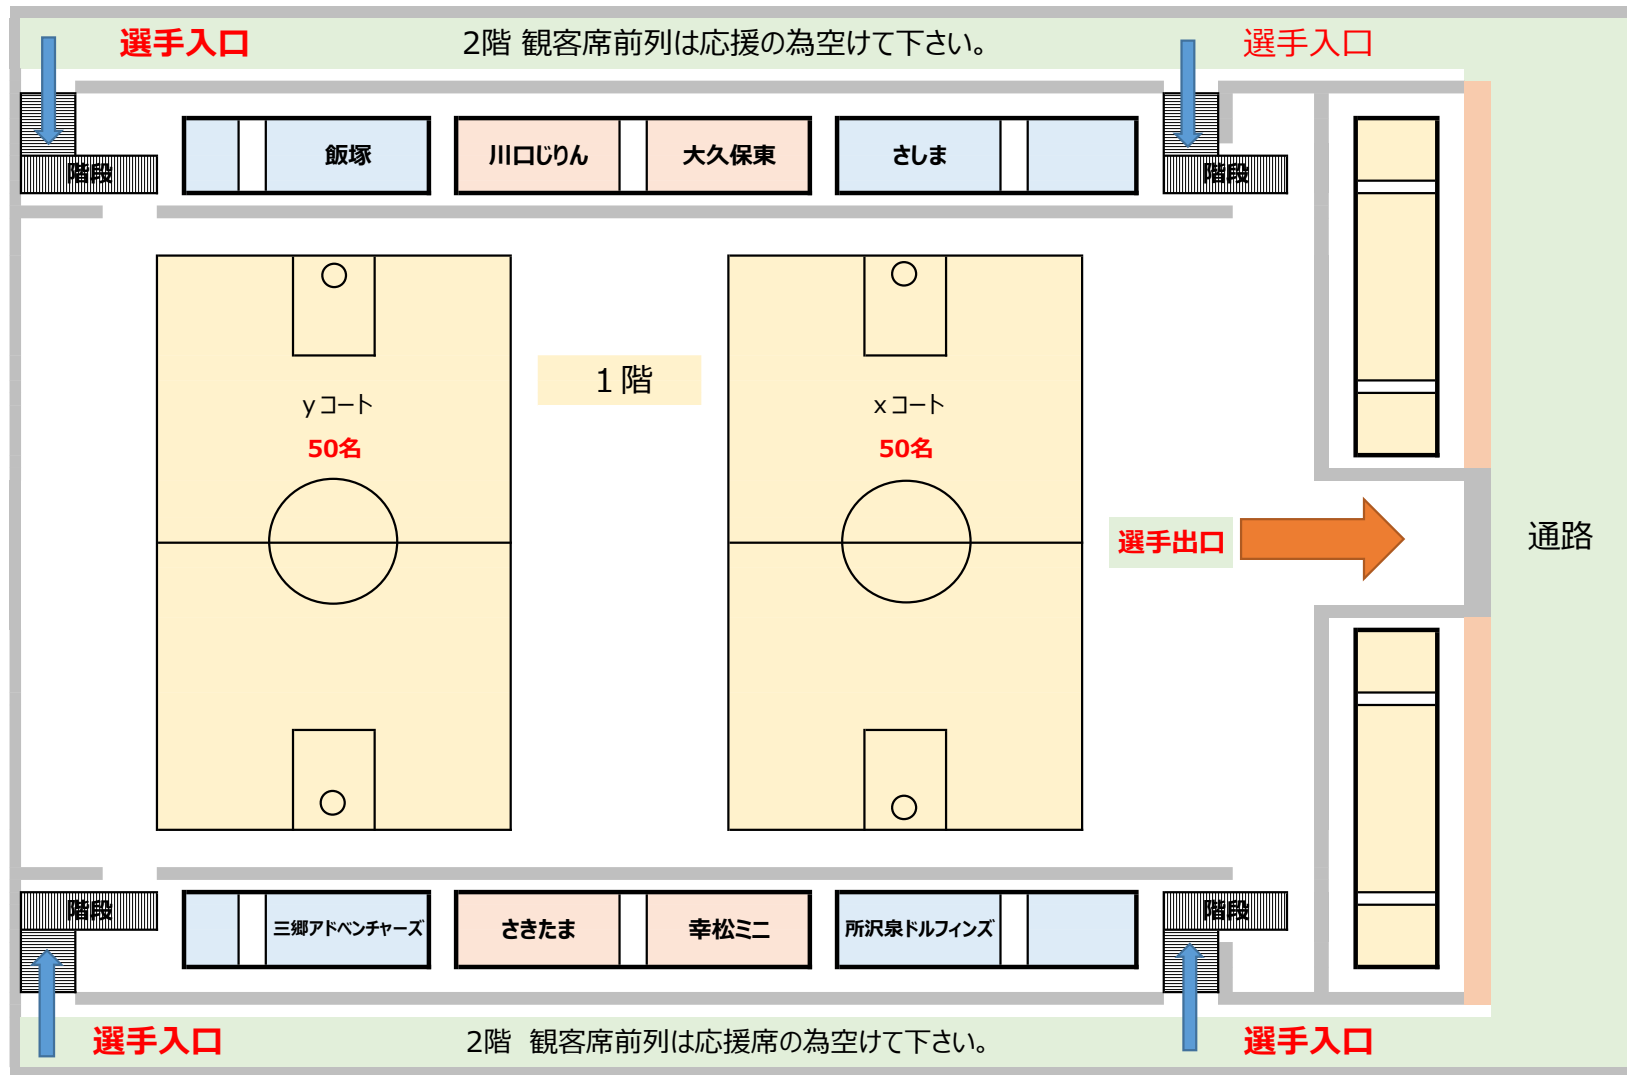 選手入口
2階 観客席前列は応援の為空けて下さい。
選手入口
階段
飯塚
川口じりん
大久保東
さしま
階段
1階
yコート
50名
xコート
50名
選手出口
通路
階段
三郷アドベンチャーズ
さきたま
幸松ミニ
所沢泉ドルフィンズ
階段
選手入口
2階 観客席前列は応援席の為空けて下さい。
選手入口